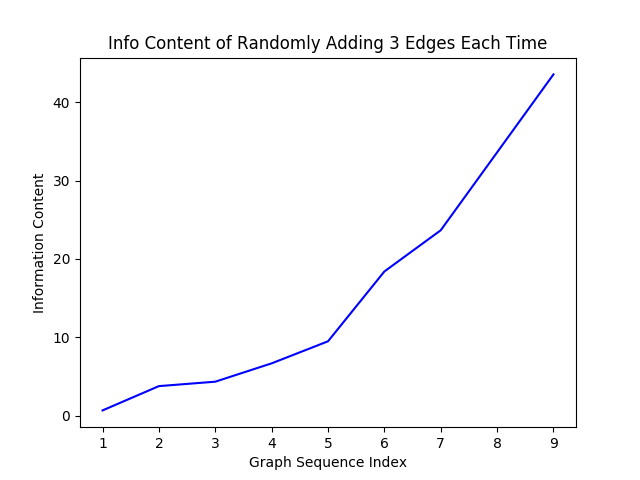 Info Content of Randomly Adding 3 Edges Each Time
40
30
20
10
0
Information Content
1 2 3 4 5 6 7 8 9
Graph Sequence Index